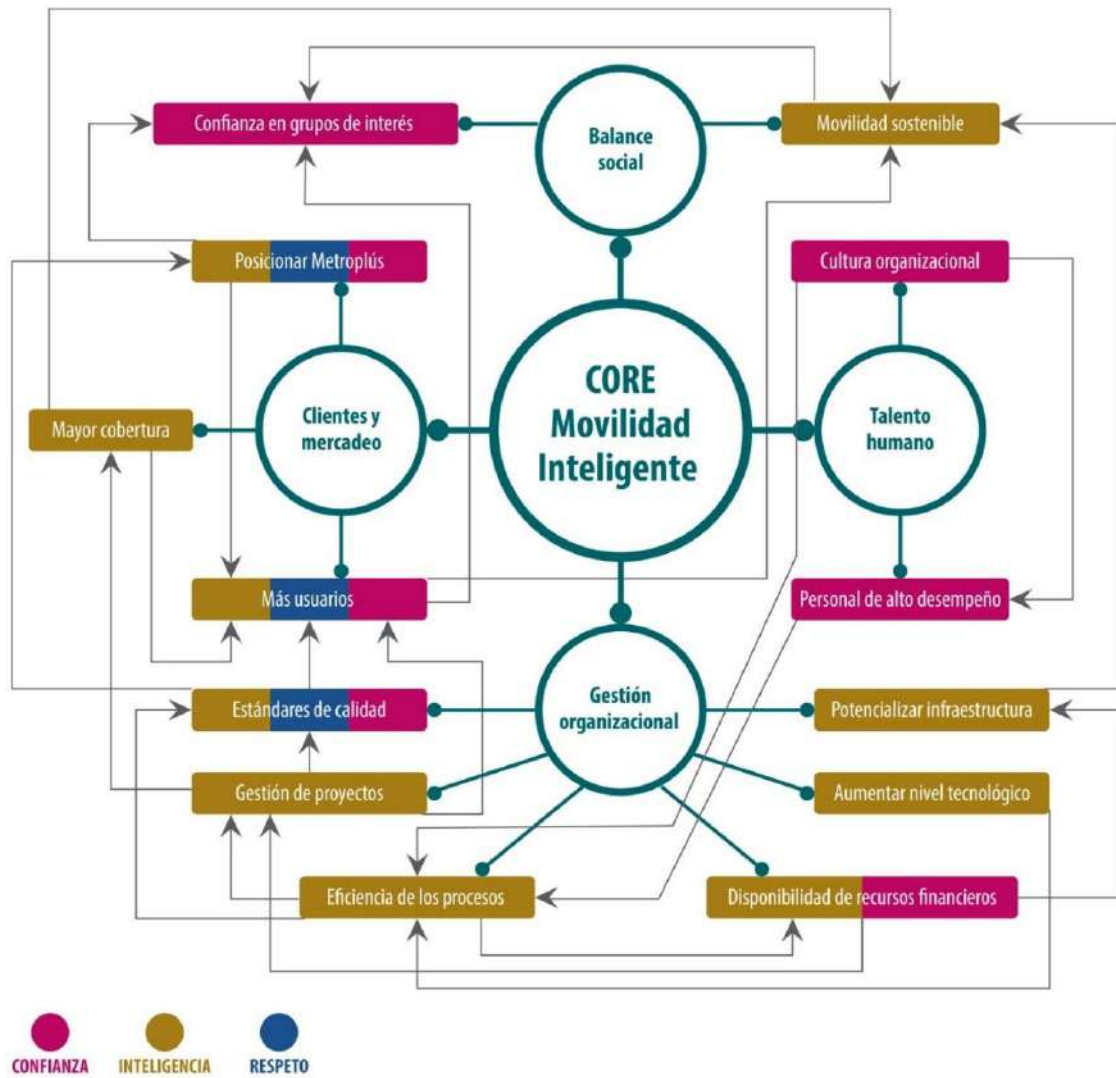 Confianza en grupos de interés
Balance
social
Movilidad sostenible
Posicionar Metroplús
Cultura organizacional
CORE
Movilidad
Inteligente
Mayor cobertura
Clientes y
mercadeo
Talento
humano
Más usuarios
Personal de alto desempeño
Gestión
organizacional
Estándares de calidad
Potencializar infraestructura
Gestión de proyectos
Aumentar nivel tecnológico
Eficiencia de los procesos
Disponibilidad de recursos financieros
CONFIANZA
INTELIGENCIA
RESPETO